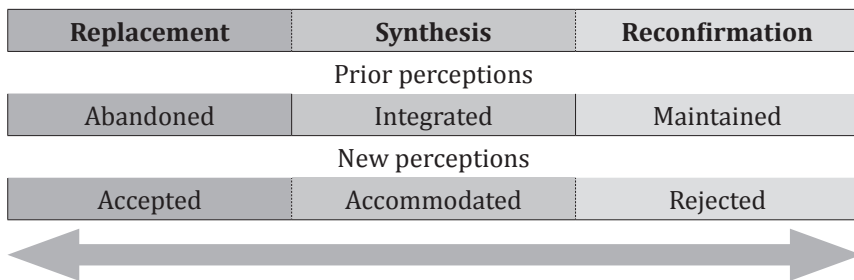 Replacement Synthesis Reconfirmation
Prior perceptions
Abandoned Integrated Maintained
New perceptions
Accepted Accommodated Rejected